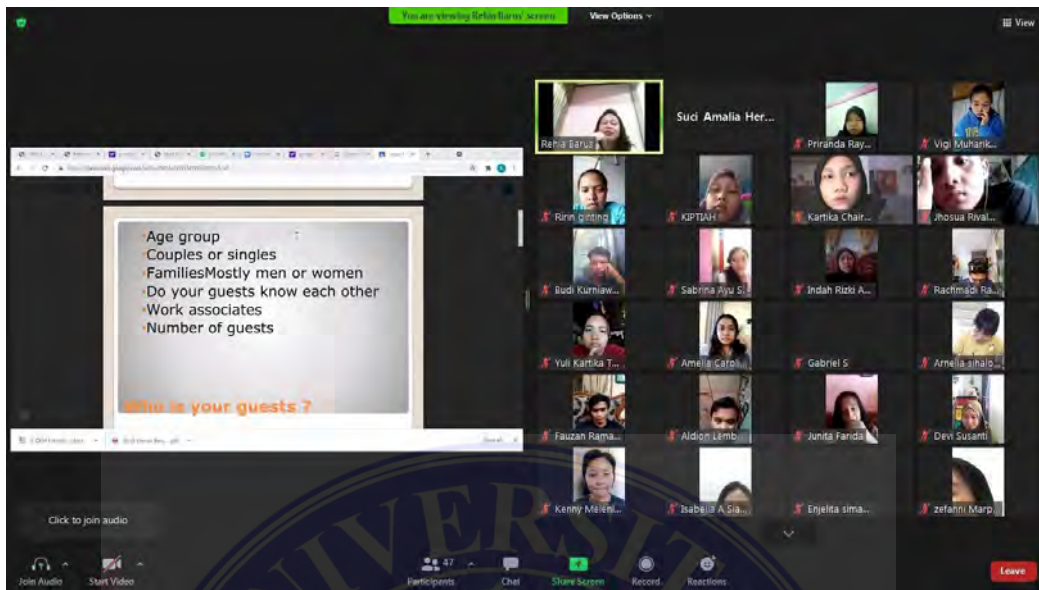 You are viewing Rehia Barus' screen
View Options
View
Age group
Couples or singles
FamiliesMostly men or women
Do your guests know each other
Work associates
Number of guests
Who is your guests ?
Rehia Barus
Suci Amalia Her...
Priranda Ray...
Vigi Muharik...
Ririn ginting
KIPTIAH
Kartika Chair...
Jhosua Rival...
Budi Kurniaw...
Sabrina Ayu S...
Indah Rizki A...
Rachmadi Ra...
Yuli Kartika T...
Amelia Caroli...
Gabriel S
Arnelia sihalo...
Fauzan Rama...
Aldion Lemb
Junita Farida
Devi Susanti
Kenny Meleni...
Isabella A Sia...
Enjelita sima...
zefanni Marp...
Click to join audio
Join Audio
Start Video
47
Participants
Chat
Share Screen
Record
Reactions
Leave